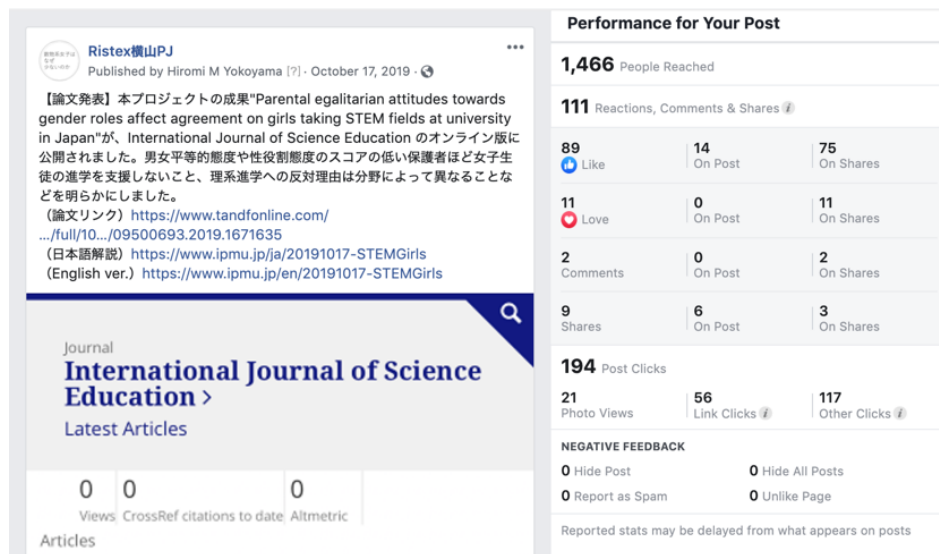 Ristex横山PJ
Published by Hiromi M Yokoyama [?] · October 17, 2019 ·
【論文発表】本プロジェクトの成果"Parental egalitarian attitudes towards
gender roles affect agreement on girls taking STEM fields at university
in Japan"が、International Journal of Science Education のオンライン版に
公開されました。男女平等的態度や性役割態度のスコアの低い保護者ほど女子生
徒の進学を支援しないこと、理系進学への反対理由は分野によって異なることな
どを明らかにしました。
（論文リンク）https://www.tandfonline.com/
.../full/10.../09500693.2019.1671635
（日本語解説）https://www.ipmu.jp/ja/20191017-STEMGirls
（English ver.）https://www.ipmu.jp/en/20191017-STEMGirls
Journal
International Journal of Science
Education >
Latest Articles
0 0 0
Views CrossRef citations to date Altmetric
Articles
Performance for Your Post
1,466 People Reached
111 Reactions, Comments & Shares
89 14 75
Like On Post On Shares
11 0 11
Love On Post On Shares
2 0 2
Comments On Post On Shares
9 6 3
Shares On Post On Shares
194 Post Clicks
21 56 117
Photo Views Link Clicks Other Clicks
NEGATIVE FEEDBACK
0 Hide Post 0 Hide All Posts
0 Report as Spam 0 Unlike Page
Reported stats may be delayed from what appears on posts